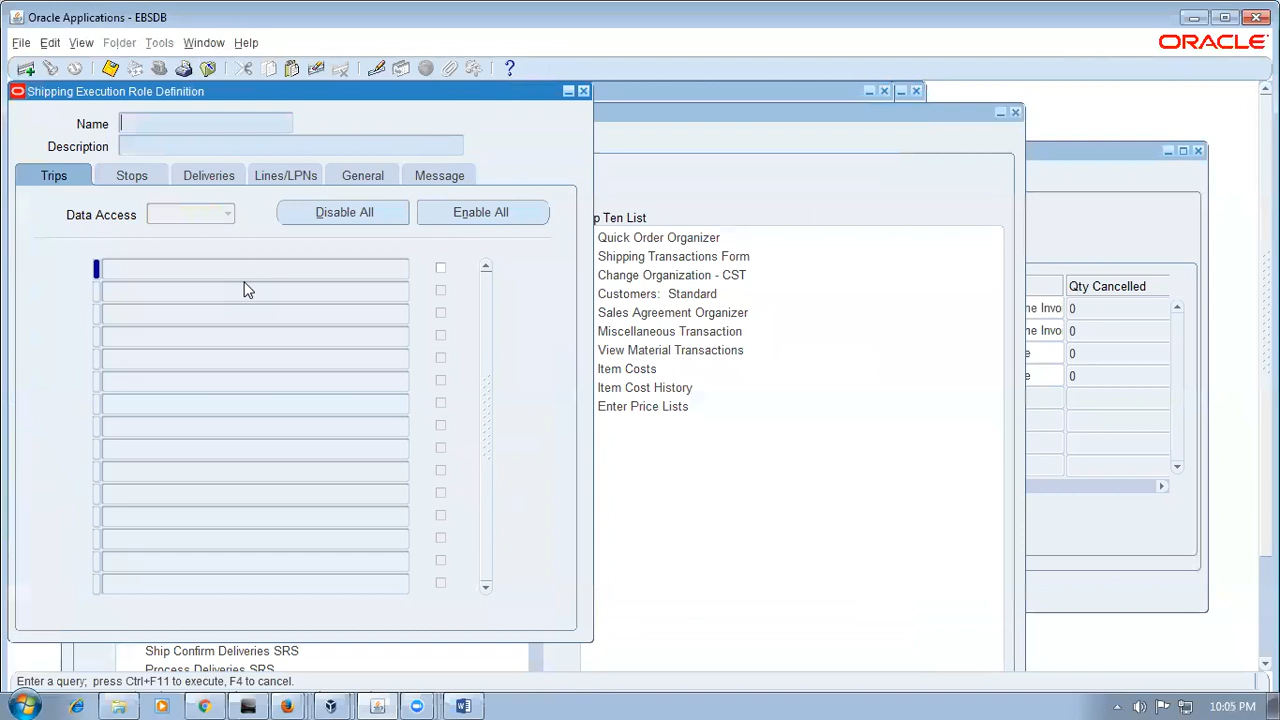 Oracle Applications - EBSDB
File Edit View Folder Tools Window Help
ORACLE
Shipping Execution Role Definition
Name
Description
Trips Stops Deliveries Lines/LPNs General Message
Data Access Disable All Enable All
p Ten List
Quick Order Organizer
Shipping Transactions Form
Change Organization - CST
Customers: Standard
Sales Agreement Organizer
Miscellaneous Transaction
View Material Transactions
Item Costs
Item Cost History
Enter Price Lists
Qty Cancelled
ne Invo 0
ne Invo 0
e 0
e 0
Ship Confirm Deliveries SRS
Process Deliveries SRS
Enter a query; press Ctrl+F11 to execute, F4 to cancel.
10:05 PM